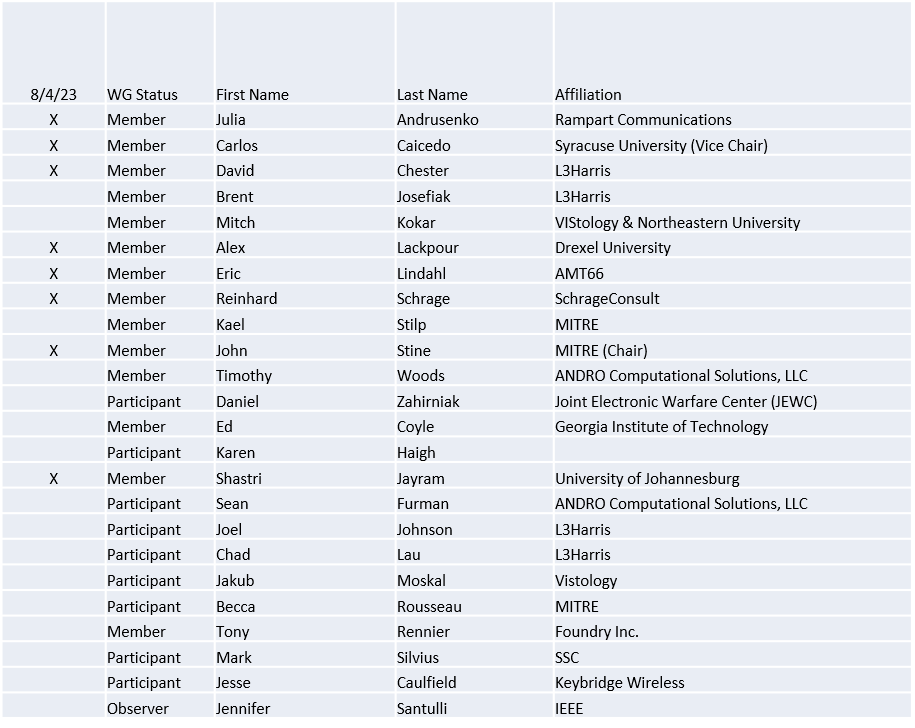 8/4/23 WG Status First Name Last Name Affiliation
X Member Julia Andrusenko Rampart Communications
X Member Carlos Caicedo Syracuse University (Vice Chair)
X Member David Chester L3Harris
Member Brent Josefiak L3Harris
Member Mitch Kokar VIStology & Northeastern University
X Member Alex Lackpour Drexel University
X Member Eric Lindahl AMT66
X Member Reinhard Schrage SchrageConsult
Member Kael Stilp MITRE
X Member John Stine MITRE (Chair)
Member Timothy Woods ANDRO Computational Solutions, LLC
Participant Daniel Zahirniak Joint Electronic Warfare Center (JEWC)
Member Ed Coyle Georgia Institute of Technology
Participant Karen Haigh
X Member Shastri Jayram University of Johannesburg
Participant Sean Furman ANDRO Computational Solutions, LLC
Participant Joel Johnson L3Harris
Participant Chad Lau L3Harris
Participant Jakub Moskal Vistology
Participant Becca Rousseau MITRE
Member Tony Rennier Foundry Inc.
Participant Mark Silvius SSC
Participant Jesse Caulfield Keybridge Wireless
Observer Jennifer Santulli IEEE